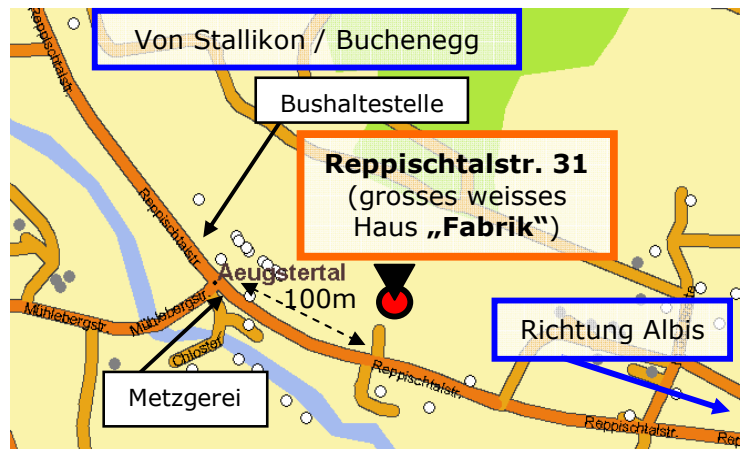 Von Stallikon / Buchenegg
Reppischtalstr.
Bushaltestelle
Reppischtalstr. 31
(grosses weisses
Haus „Fabrik“)
Reppischtalstr.
Aeugstertal
100m
Mühlebergstr.
Mühlebergstr.
Chloster
Richtung Albis
Metzgerei
Reppischtalstr.
Reppischtalstr.